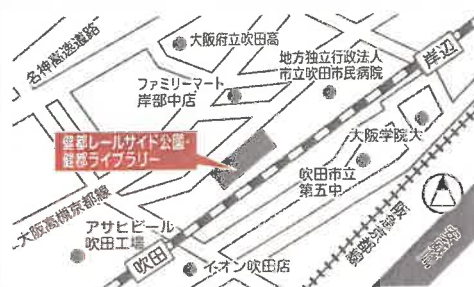 名神高速道路
大阪府立吹田高
地方独立行政法人
市立吹田市民病院
岸辺
ファミリーマート
岸部中店
健都レールサイド公園・
健都ライブラリー
大阪学院大
吹田市立
第五中
大阪高槻京都線
アサヒビール
吹田工場
吹田
イオン吹田店
阪急京都線